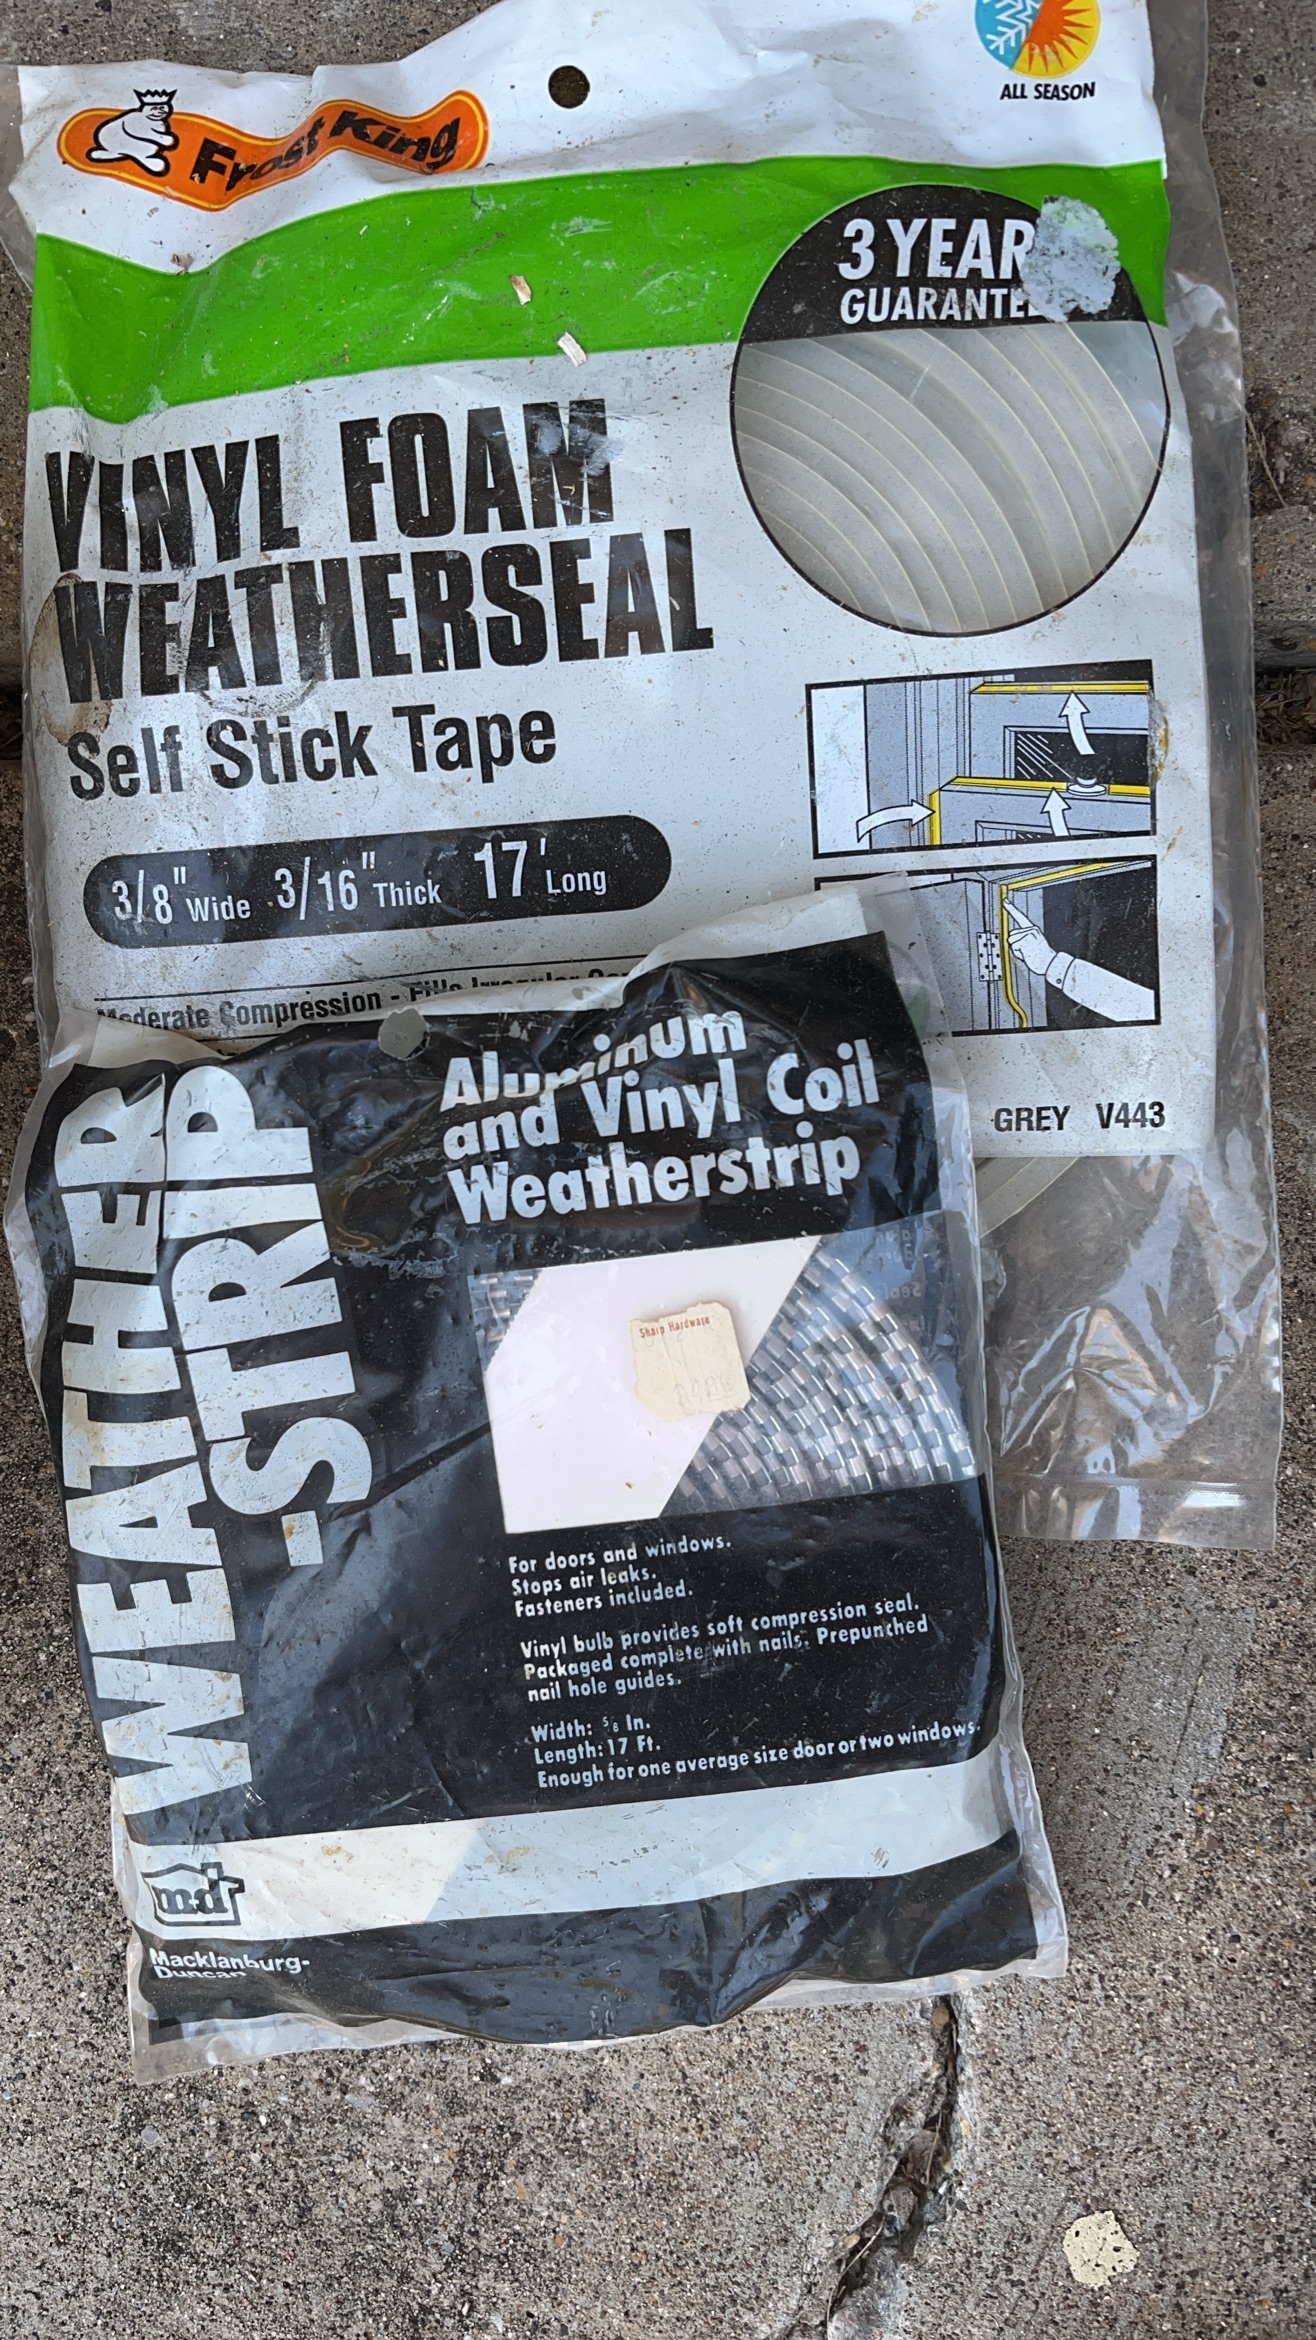 Frost King
ALL SEASON
3 YEAR
GUARANTEE
VINYL FOAM
WEATHERSEAL
Self Stick Tape
3/8" Wide 3/16" Thick 17' Long
Moderate Compression - Fills Irregular
GREY V443
WEATHER
-STRIP
Aluminum
and Vinyl Coil
Weatherstrip
Sharp Hardware
For doors and windows.
Stops air leaks.
Fasteners included.
Vinyl bulb provides soft compression seal.
Packaged complete with nails. Prepunched
nail hole guides.
Width: 5/8 In.
Length: 17 Ft.
Enough for one average size door or two windows.
md
Macklanburg-
Duncan